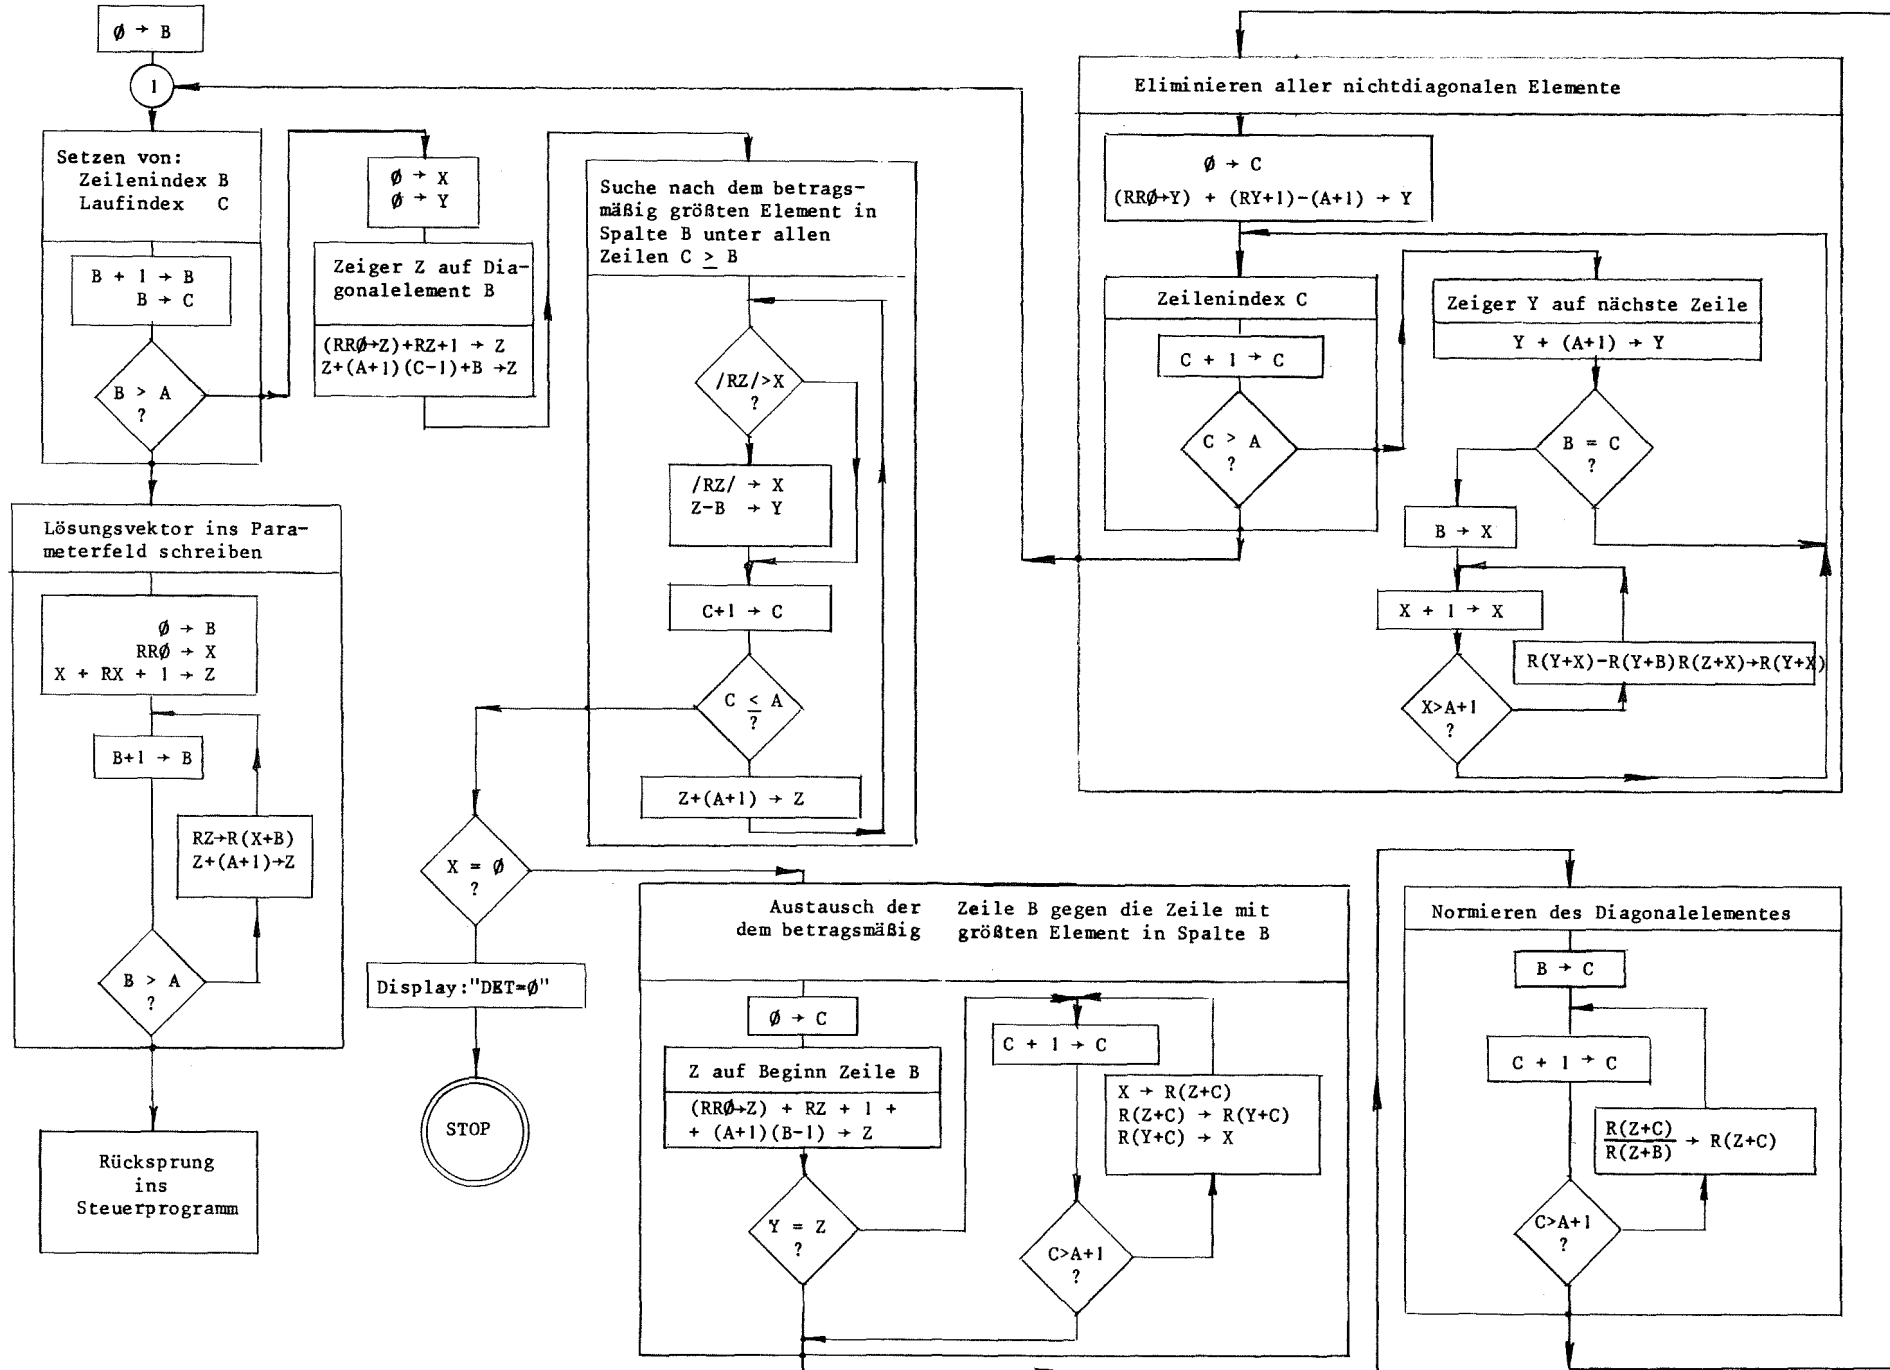 Ø → B
1
Setzen von:
Zeilenindex B
Laufindex C
B + 1 → B
B → C
B > A
?
Lösungsvektor ins Para-
meterfeld schreiben
Ø → B
RRØ → X
X + RX + 1 → Z
B+1 → B
RZ→R(X+B)
Z+(A+1)→Z
B > A
?
Rücksprung
ins
Steuerprogramm
Ø → X
Ø → Y
Zeiger Z auf Dia-
gonalelement B
(RRØ→Z)+RZ+1 → Z
Z+(A+1)(C-1)+B →Z
Suche nach dem betrags-
mäßig größten Element in
Spalte B unter allen
Zeilen C ≥ B
/RZ/>X
?
/RZ/ → X
Z-B → Y
C+1 → C
C ≤ A
?
Z+(A+1) → Z
X = Ø
?
Display:"DET=Ø"
STOP
Austausch der Zeile B gegen die Zeile mit
dem betragsmäßig größten Element in Spalte B
Ø → C
Z auf Beginn Zeile B
(RRØ→Z) + RZ + 1 +
+ (A+1)(B-1) → Z
Y = Z
?
C + 1 → C
X → R(Z+C)
R(Z+C) → R(Y+C)
R(Y+C) → X
C>A+1
?
Normieren des Diagonalelementes
B → C
C + 1 → C
R(Z+C)
R(Z+B) → R(Z+C)
C>A+1
?
Eliminieren aller nichtdiagonalen Elemente
Ø → C
(RRØ→Y) + (RY+1)-(A+1) → Y
Zeilenindex C
C + 1 → C
C > A
?
Zeiger Y auf nächste Zeile
Y + (A+1) → Y
B = C
?
B → X
X + 1 → X
R(Y+X)-R(Y+B)R(Z+X)→R(Y+X)
X>A+1
?